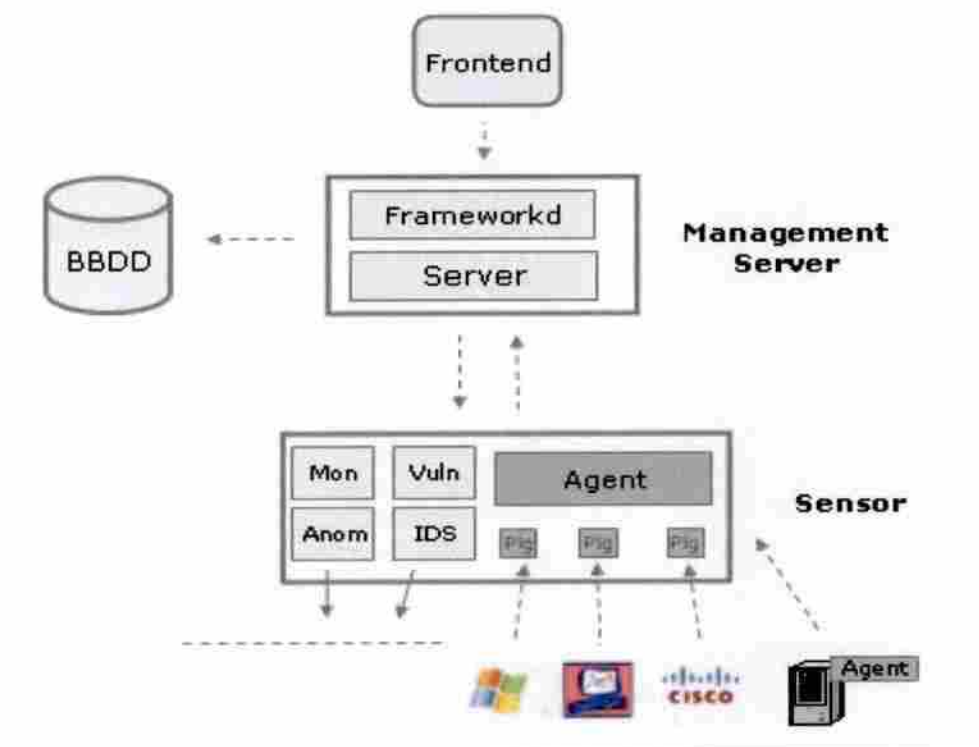 Frontend
BBDD
Frameworkd
Server
Management
Server
Mon
Vuln
Agent
Anom
IDS
Sensor
Plg
Plg
Plg
CISCO
Agent